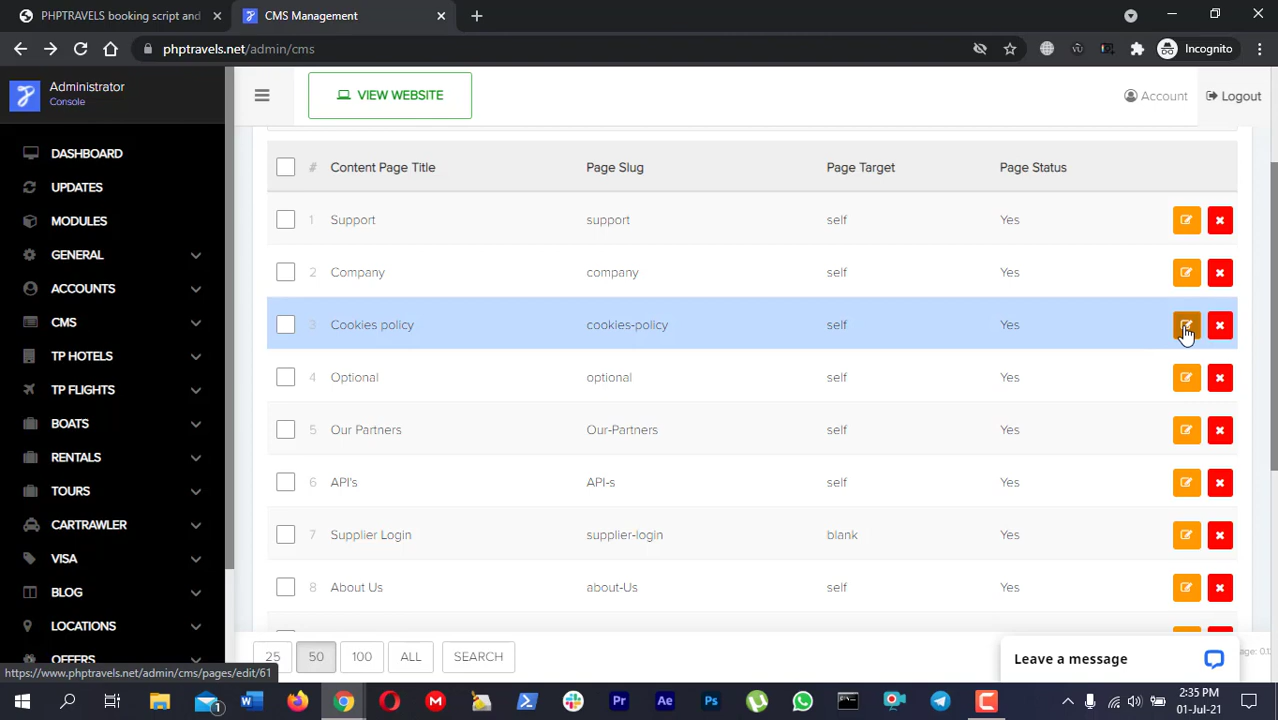 PHPTRAVELS booking script and
CMS Management
phptravels.net/admin/cms
Incognito
Administrator
Console
VIEW WEBSITE
Account
Logout
DASHBOARD
UPDATES
MODULES
GENERAL
ACCOUNTS
CMS
TP HOTELS
TP FLIGHTS
BOATS
RENTALS
TOURS
CARTRAWLER
VISA
BLOG
LOCATIONS
OFFERS
# Content Page Title Page Slug Page Target Page Status
1 Support support self Yes
2 Company company self Yes
3 Cookies policy cookies-policy self Yes
4 Optional optional self Yes
5 Our Partners Our-Partners self Yes
6 API's API-s self Yes
7 Supplier Login supplier-login blank Yes
8 About Us about-Us self Yes
25 50 100 ALL SEARCH
Leave a message
https://www.phptravels.net/admin/cms/pages/edit/61
2:35 PM
01-Jul-21